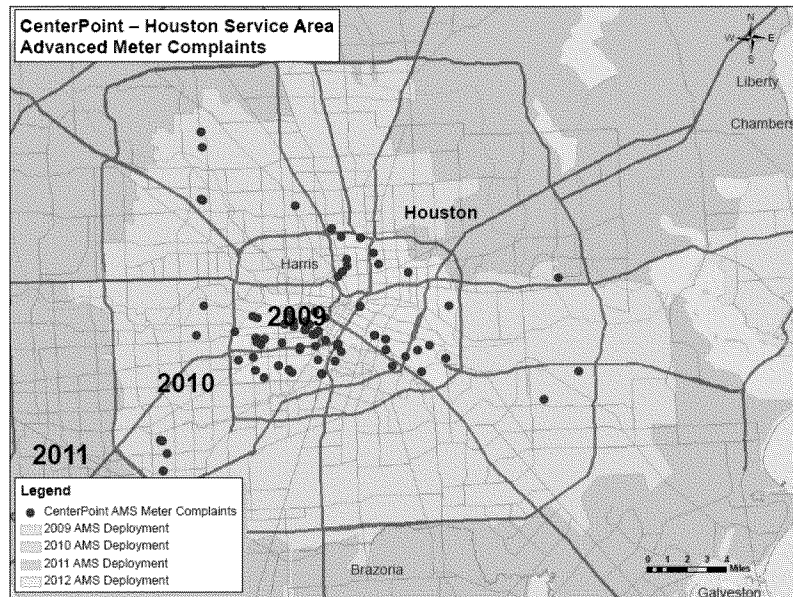 CenterPoint – Houston Service Area
Advanced Meter Complaints
N
W E
S
Liberty
Chambers
Houston
Harris
2009
2010
2011
Legend
CenterPoint AMS Meter Complaints
2009 AMS Deployment
2010 AMS Deployment
2011 AMS Deployment
2012 AMS Deployment
Brazoria
0 1 2 3 4
Miles
Galveston